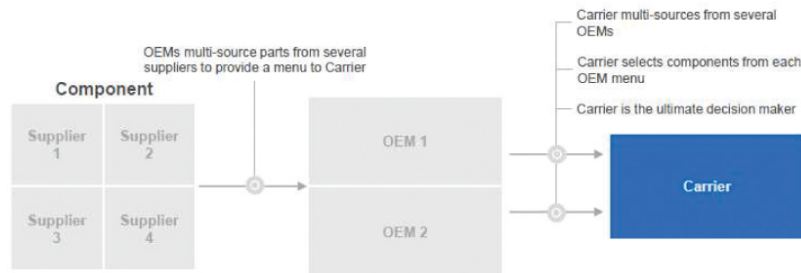 Carrier multi-sources from several
OEMs
OEMs multi-source parts from several
suppliers to provide a menu to Carrier
Carrier selects components from each
OEM menu
Component
Carrier is the ultimate decision maker
Supplier
1
Supplier
2
OEM 1
Carrier
Supplier
3
Supplier
4
OEM 2